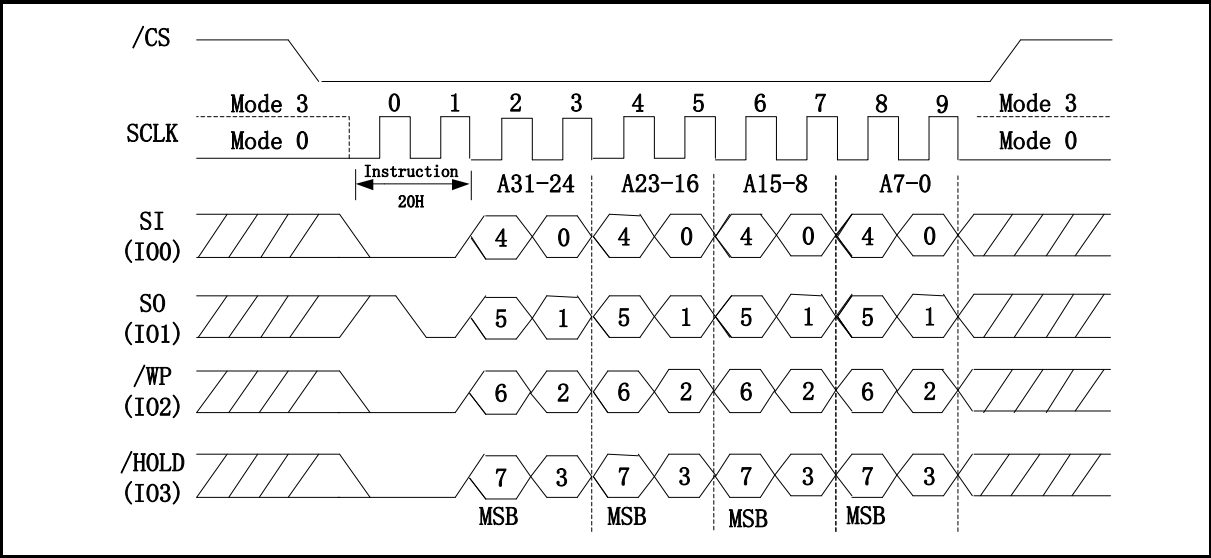 /CS
Mode 3 0 1 2 3 4 5 6 7 8 9 Mode 3
SCLK
Mode 0 Mode 0
Instruction
20H
A31-24 A23-16 A15-8 A7-0
SI
(IO0)
4 0 4 0 4 0 4 0
SO
(IO1)
5 1 5 1 5 1 5 1
/WP
(IO2)
6 2 6 2 6 2 6 2
/HOLD
(IO3)
7 3 7 3 7 3 7 3
MSB MSB MSB MSB